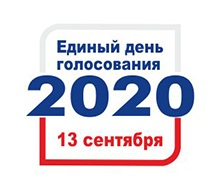 Единый день
голосования
2020
13 сентября